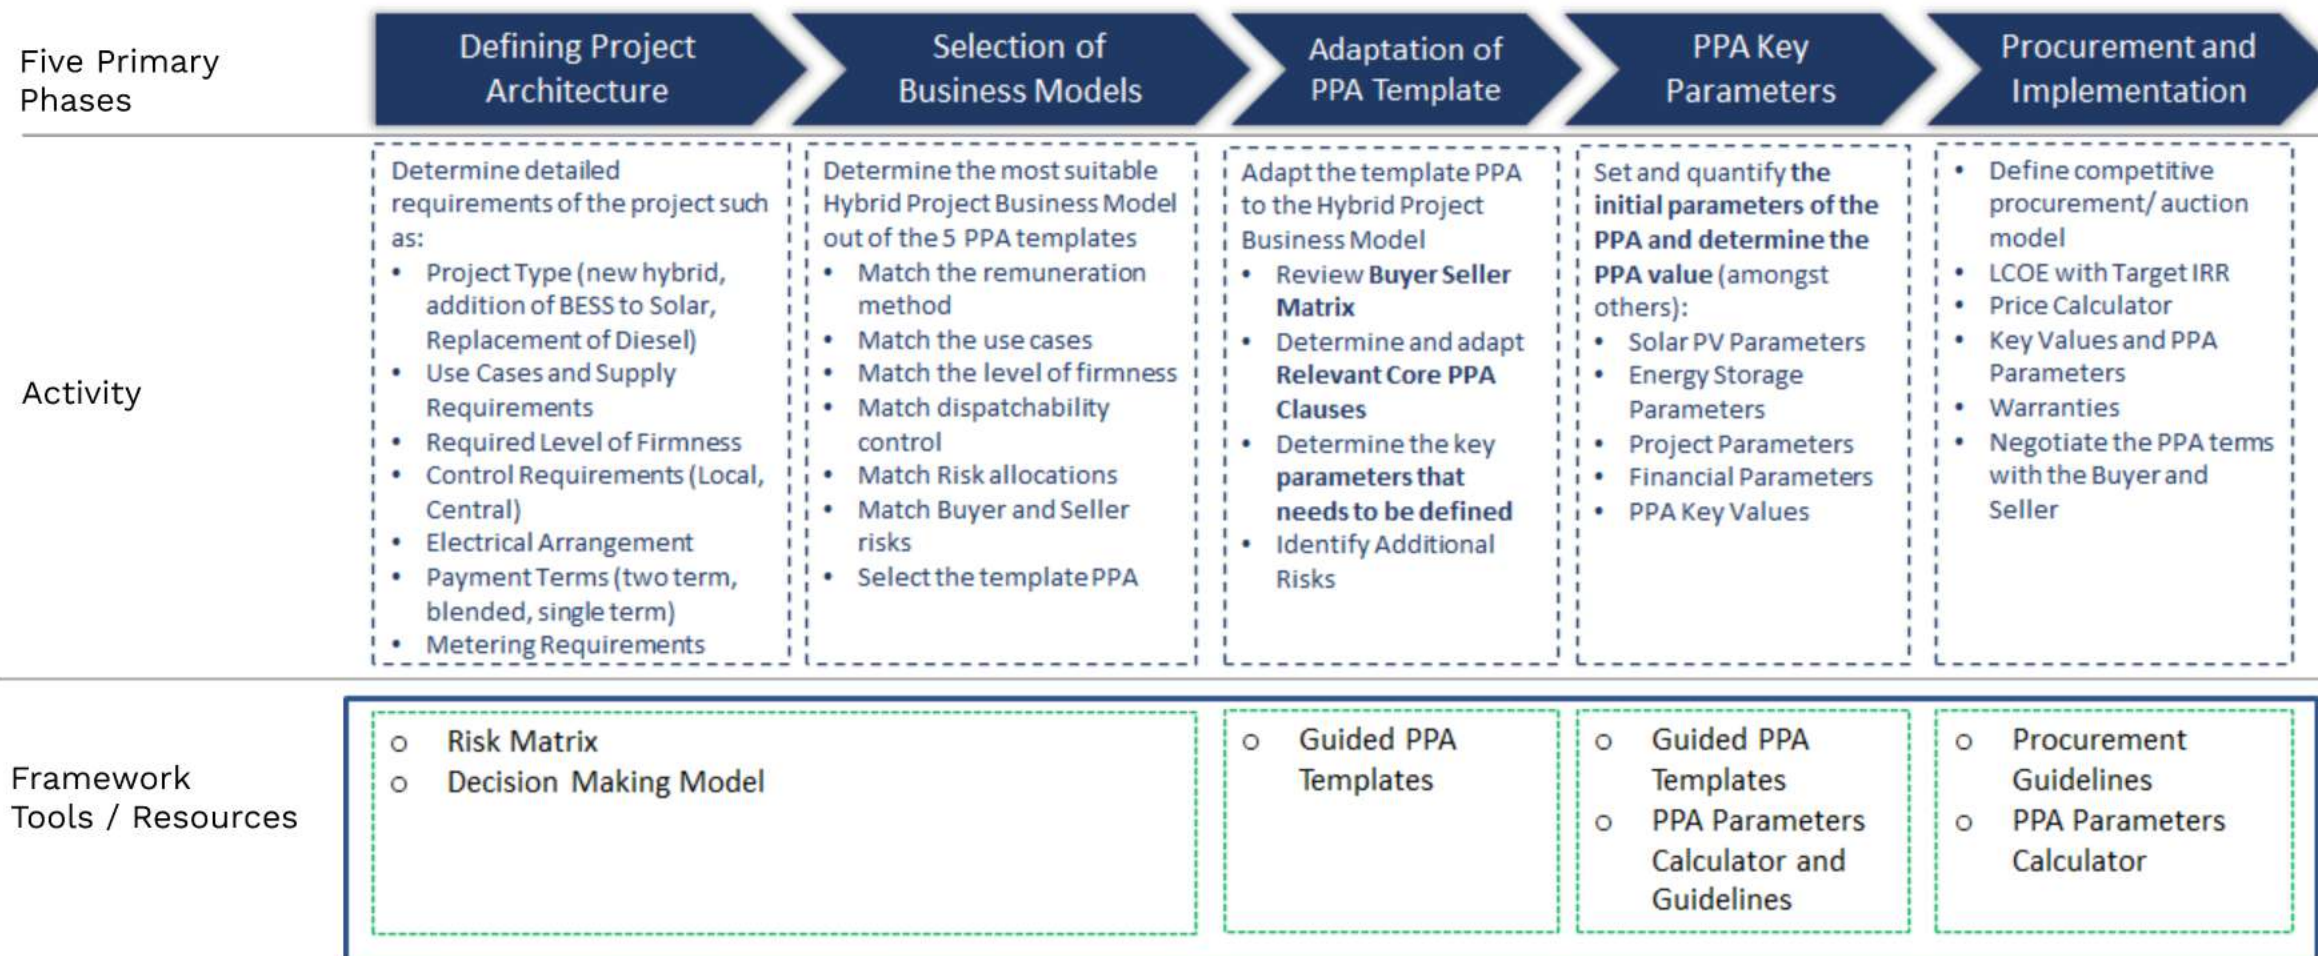 Five Primary
Phases
Defining Project
Architecture
Selection of
Business Models
Adaptation of
PPA Template
PPA Key
Parameters
Procurement and
Implementation
Activity
Determine detailed
requirements of the project such
as:
• Project Type (new hybrid,
addition of BESS to Solar,
Replacement of Diesel)
• Use Cases and Supply
Requirements
• Required Level of Firmness
• Control Requirements (Local,
Central)
• Electrical Arrangement
• Payment Terms (two term,
blended, single term)
• Metering Requirements
Determine the most suitable
Hybrid Project Business Model
out of the 5 PPA templates
• Match the remuneration
method
• Match the use cases
• Match the level of firmness
• Match dispatchability
control
• Match Risk allocations
• Match Buyer and Seller
risks
• Select the template PPA
Adapt the template PPA
to the Hybrid Project
Business Model
• Review Buyer Seller
Matrix
• Determine and adapt
Relevant Core PPA
Clauses
• Determine the key
parameters that
needs to be defined
• Identify Additional
Risks
Set and quantify the
initial parameters of the
PPA and determine the
PPA value (amongst
others):
• Solar PV Parameters
• Energy Storage
Parameters
• Project Parameters
• Financial Parameters
• PPA Key Values
• Define competitive
procurement/ auction
model
• LCOE with Target IRR
• Price Calculator
• Key Values and PPA
Parameters
• Warranties
• Negotiate the PPA terms
with the Buyer and
Seller
Framework
Tools / Resources
o Risk Matrix
o Decision Making Model
o Guided PPA
Templates
o Guided PPA
Templates
o PPA Parameters
Calculator and
Guidelines
o Procurement
Guidelines
o PPA Parameters
Calculator